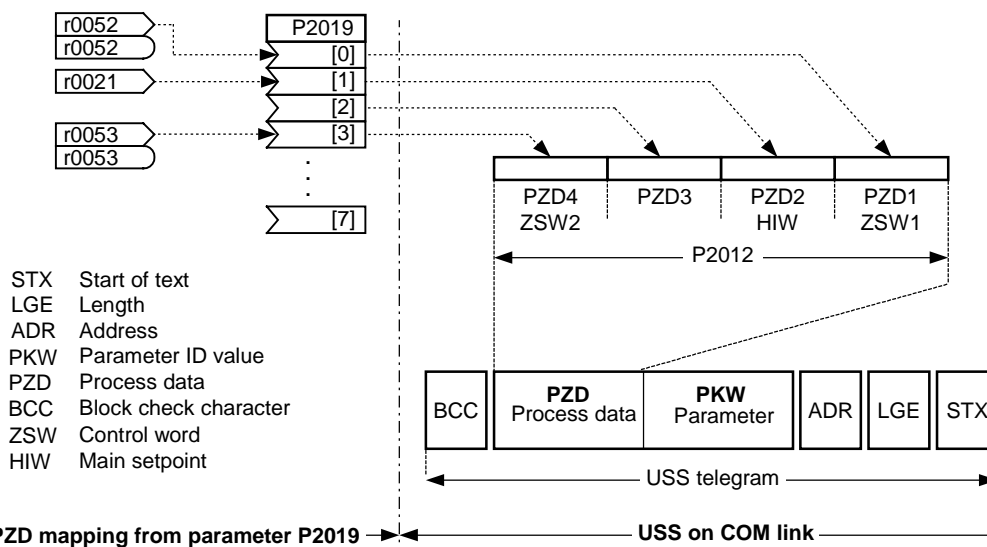 r0052
r0052
r0021
r0053
r0053
P2019
[0]
[1]
[2]
[3]
[7]
PZD4 PZD3 PZD2 PZD1
ZSW2 HIW ZSW1
P2012
STX Start of text
LGE Length
ADR Address
PKW Parameter ID value
PZD Process data
BCC Block check character
ZSW Control word
HIW Main setpoint
BCC
PZD
Process data
PKW
Parameter
ADR
LGE
STX
USS telegram
PZD mapping from parameter P2019
USS on COM link